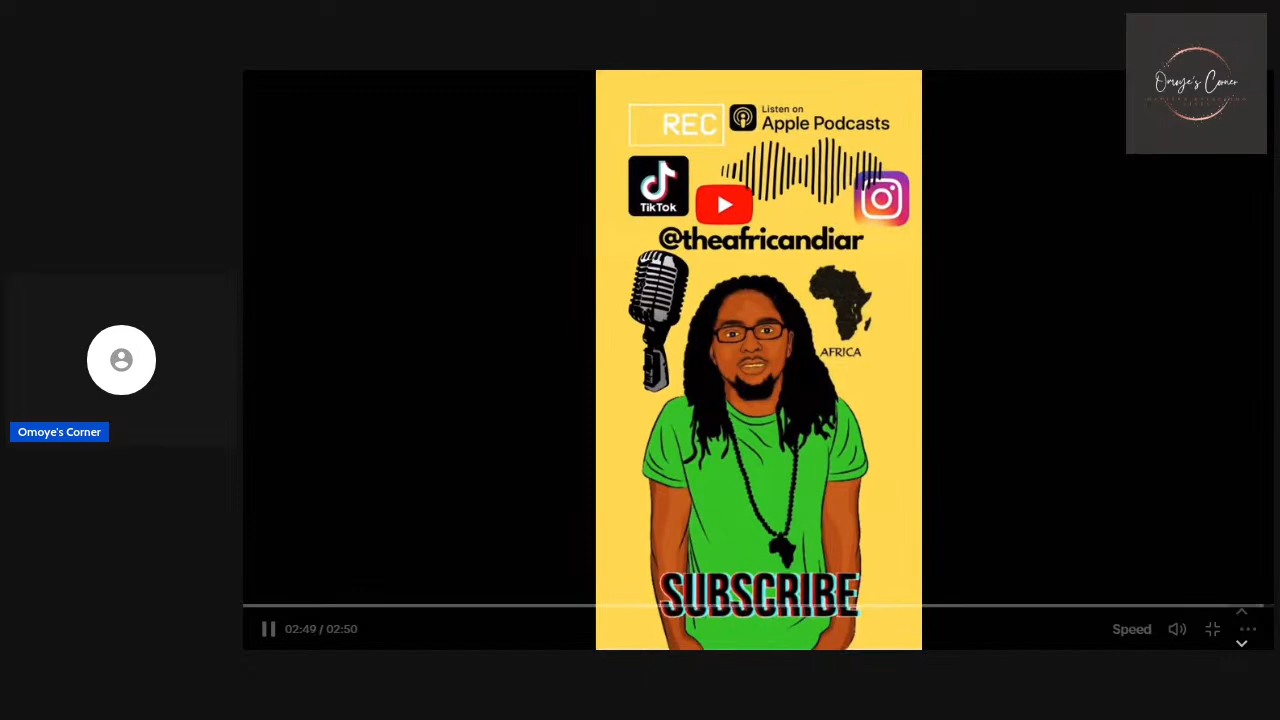 Omoye's Corner
REC
Listen on
Apple Podcasts
TikTok
@theafricandiar
AFRICA
SUBSCRIBE
Omoye's Corner
02:49 / 02:50
Speed